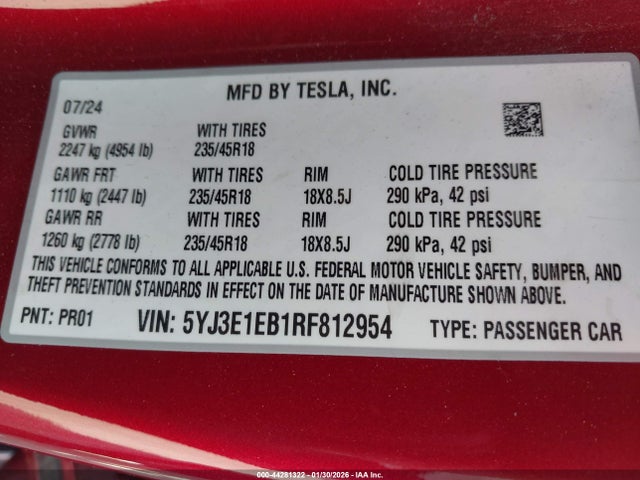 MFD BY TESLA, INC.
07/24
GVWR WITH TIRES
2247 kg (4954 lb) 235/45R18
GAWR FRT WITH TIRES RIM COLD TIRE PRESSURE
1110 kg (2447 lb) 235/45R18 18X8.5J 290 kPa, 42 psi
GAWR RR WITH TIRES RIM COLD TIRE PRESSURE
1260 kg (2778 lb) 235/45R18 18X8.5J 290 kPa, 42 psi
THIS VEHICLE CONFORMS TO ALL APPLICABLE U.S. FEDERAL MOTOR VEHICLE SAFETY, BUMPER, AND
THEFT PREVENTION STANDARDS IN EFFECT ON THE DATE OF MANUFACTURE SHOWN ABOVE.
PNT: PR01 VIN: 5YJ3E1EB1RF812954 TYPE: PASSENGER CAR
000-44281322 - 01/30/2026 - IAA Inc.